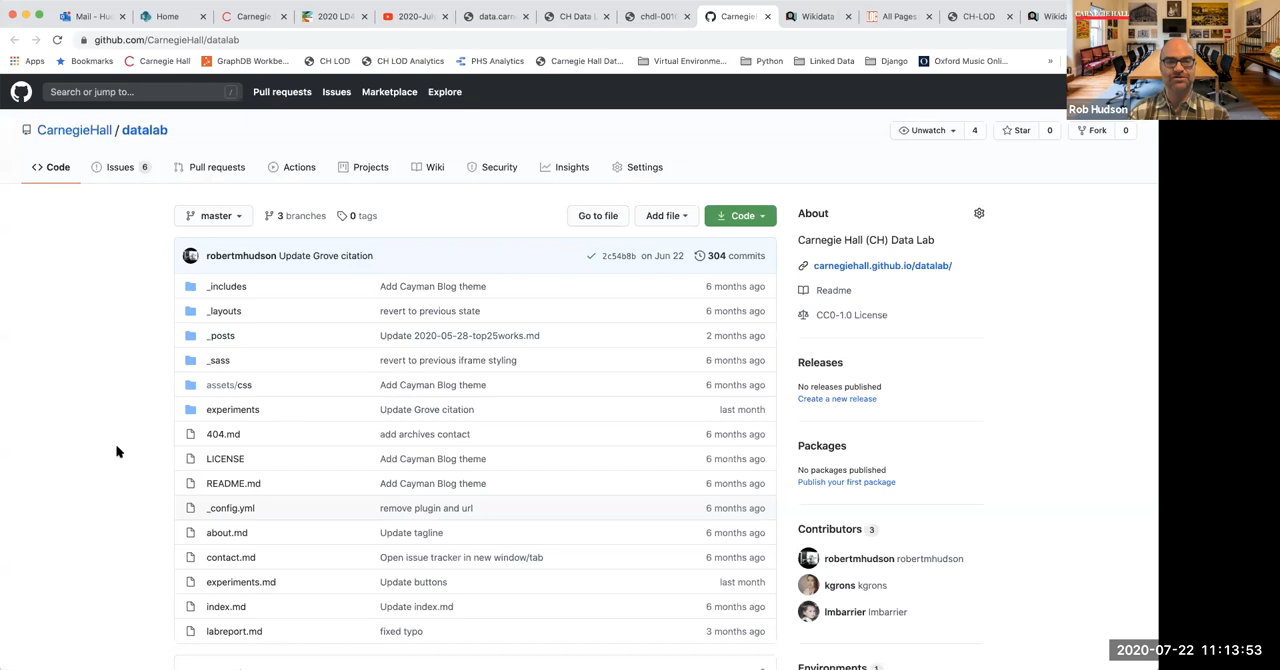 Mail - Hud
Home
Carnegie
2020 LD4
2020-July
data.carn
CH Data L
chdl-001
Carnegie
Wikidata
All Pages
CH-LOD
Wikid
github.com/CarnegieHall/datalab
Apps
Bookmarks
Carnegie Hall
GraphDB Workbe...
CH LOD
CH LOD Analytics
PHS Analytics
Carnegie Hall Dat...
Virtual Environme...
Python
Linked Data
Django
Oxford Music Onli...
»
CARNEGIE HALL
Rob Hudson
Search or jump to...
/
Pull requests
Issues
Marketplace
Explore
CarnegieHall / datalab
Unwatch
4
Star
0
Fork
0
Code
Issues 6
Pull requests
Actions
Projects
Wiki
Security
Insights
Settings
master
3 branches
0 tags
Go to file
Add file
Code
robertmhudson Update Grove citation
2c54b8b on Jun 22
304 commits
_includes Add Cayman Blog theme 6 months ago
_layouts revert to previous state 6 months ago
_posts Update 2020-05-28-top25works.md 2 months ago
_sass revert to previous iframe styling 6 months ago
assets/css Add Cayman Blog theme 6 months ago
experiments Update Grove citation last month
404.md add archives contact 6 months ago
LICENSE Add Cayman Blog theme 6 months ago
README.md Add Cayman Blog theme 6 months ago
_config.yml remove plugin and url 6 months ago
about.md Update tagline 6 months ago
contact.md Open issue tracker in new window/tab 6 months ago
experiments.md Update buttons last month
index.md Update index.md 6 months ago
labreport.md fixed typo 3 months ago
About
Carnegie Hall (CH) Data Lab
carnegiehall.github.io/datalab/
Readme
CC0-1.0 License
Releases
No releases published
Create a new release
Packages
No packages published
Publish your first package
Contributors 3
robertmhudson robertmhudson
kgrons kgrons
lmbarrier lmbarrier
Environments 1
2020-07-22 11:13:53